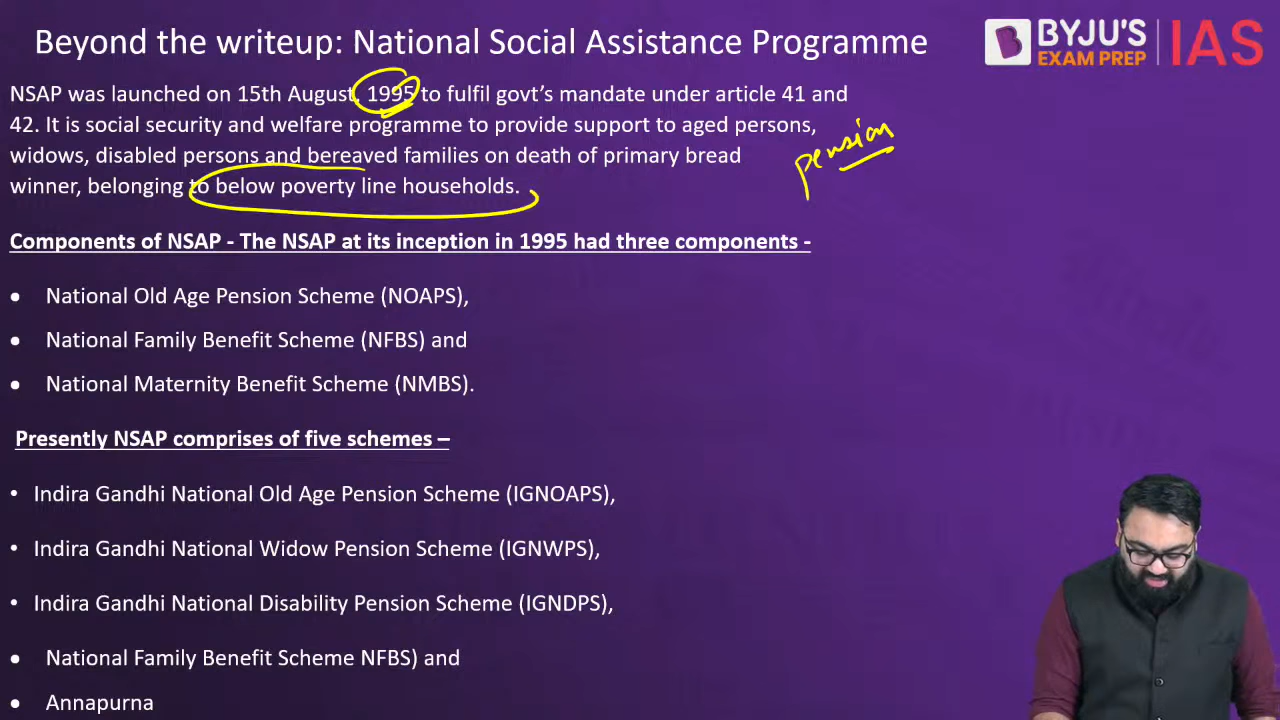 Beyond the writeup: National Social Assistance Programme
BYJU'S
EXAM PREP
IAS
NSAP was launched on 15th August, 1995 to fulfil govt's mandate under article 41 and
42. It is social security and welfare programme to provide support to aged persons,
widows, disabled persons and bereaved families on death of primary bread
winner, belonging to below poverty line households.
pension
Components of NSAP - The NSAP at its inception in 1995 had three components -
• National Old Age Pension Scheme (NOAPS),
• National Family Benefit Scheme (NFBS) and
• National Maternity Benefit Scheme (NMBS).
Presently NSAP comprises of five schemes –
• Indira Gandhi National Old Age Pension Scheme (IGNOAPS),
• Indira Gandhi National Widow Pension Scheme (IGNWPS),
• Indira Gandhi National Disability Pension Scheme (IGNDPS),
• National Family Benefit Scheme NFBS) and
• Annapurna